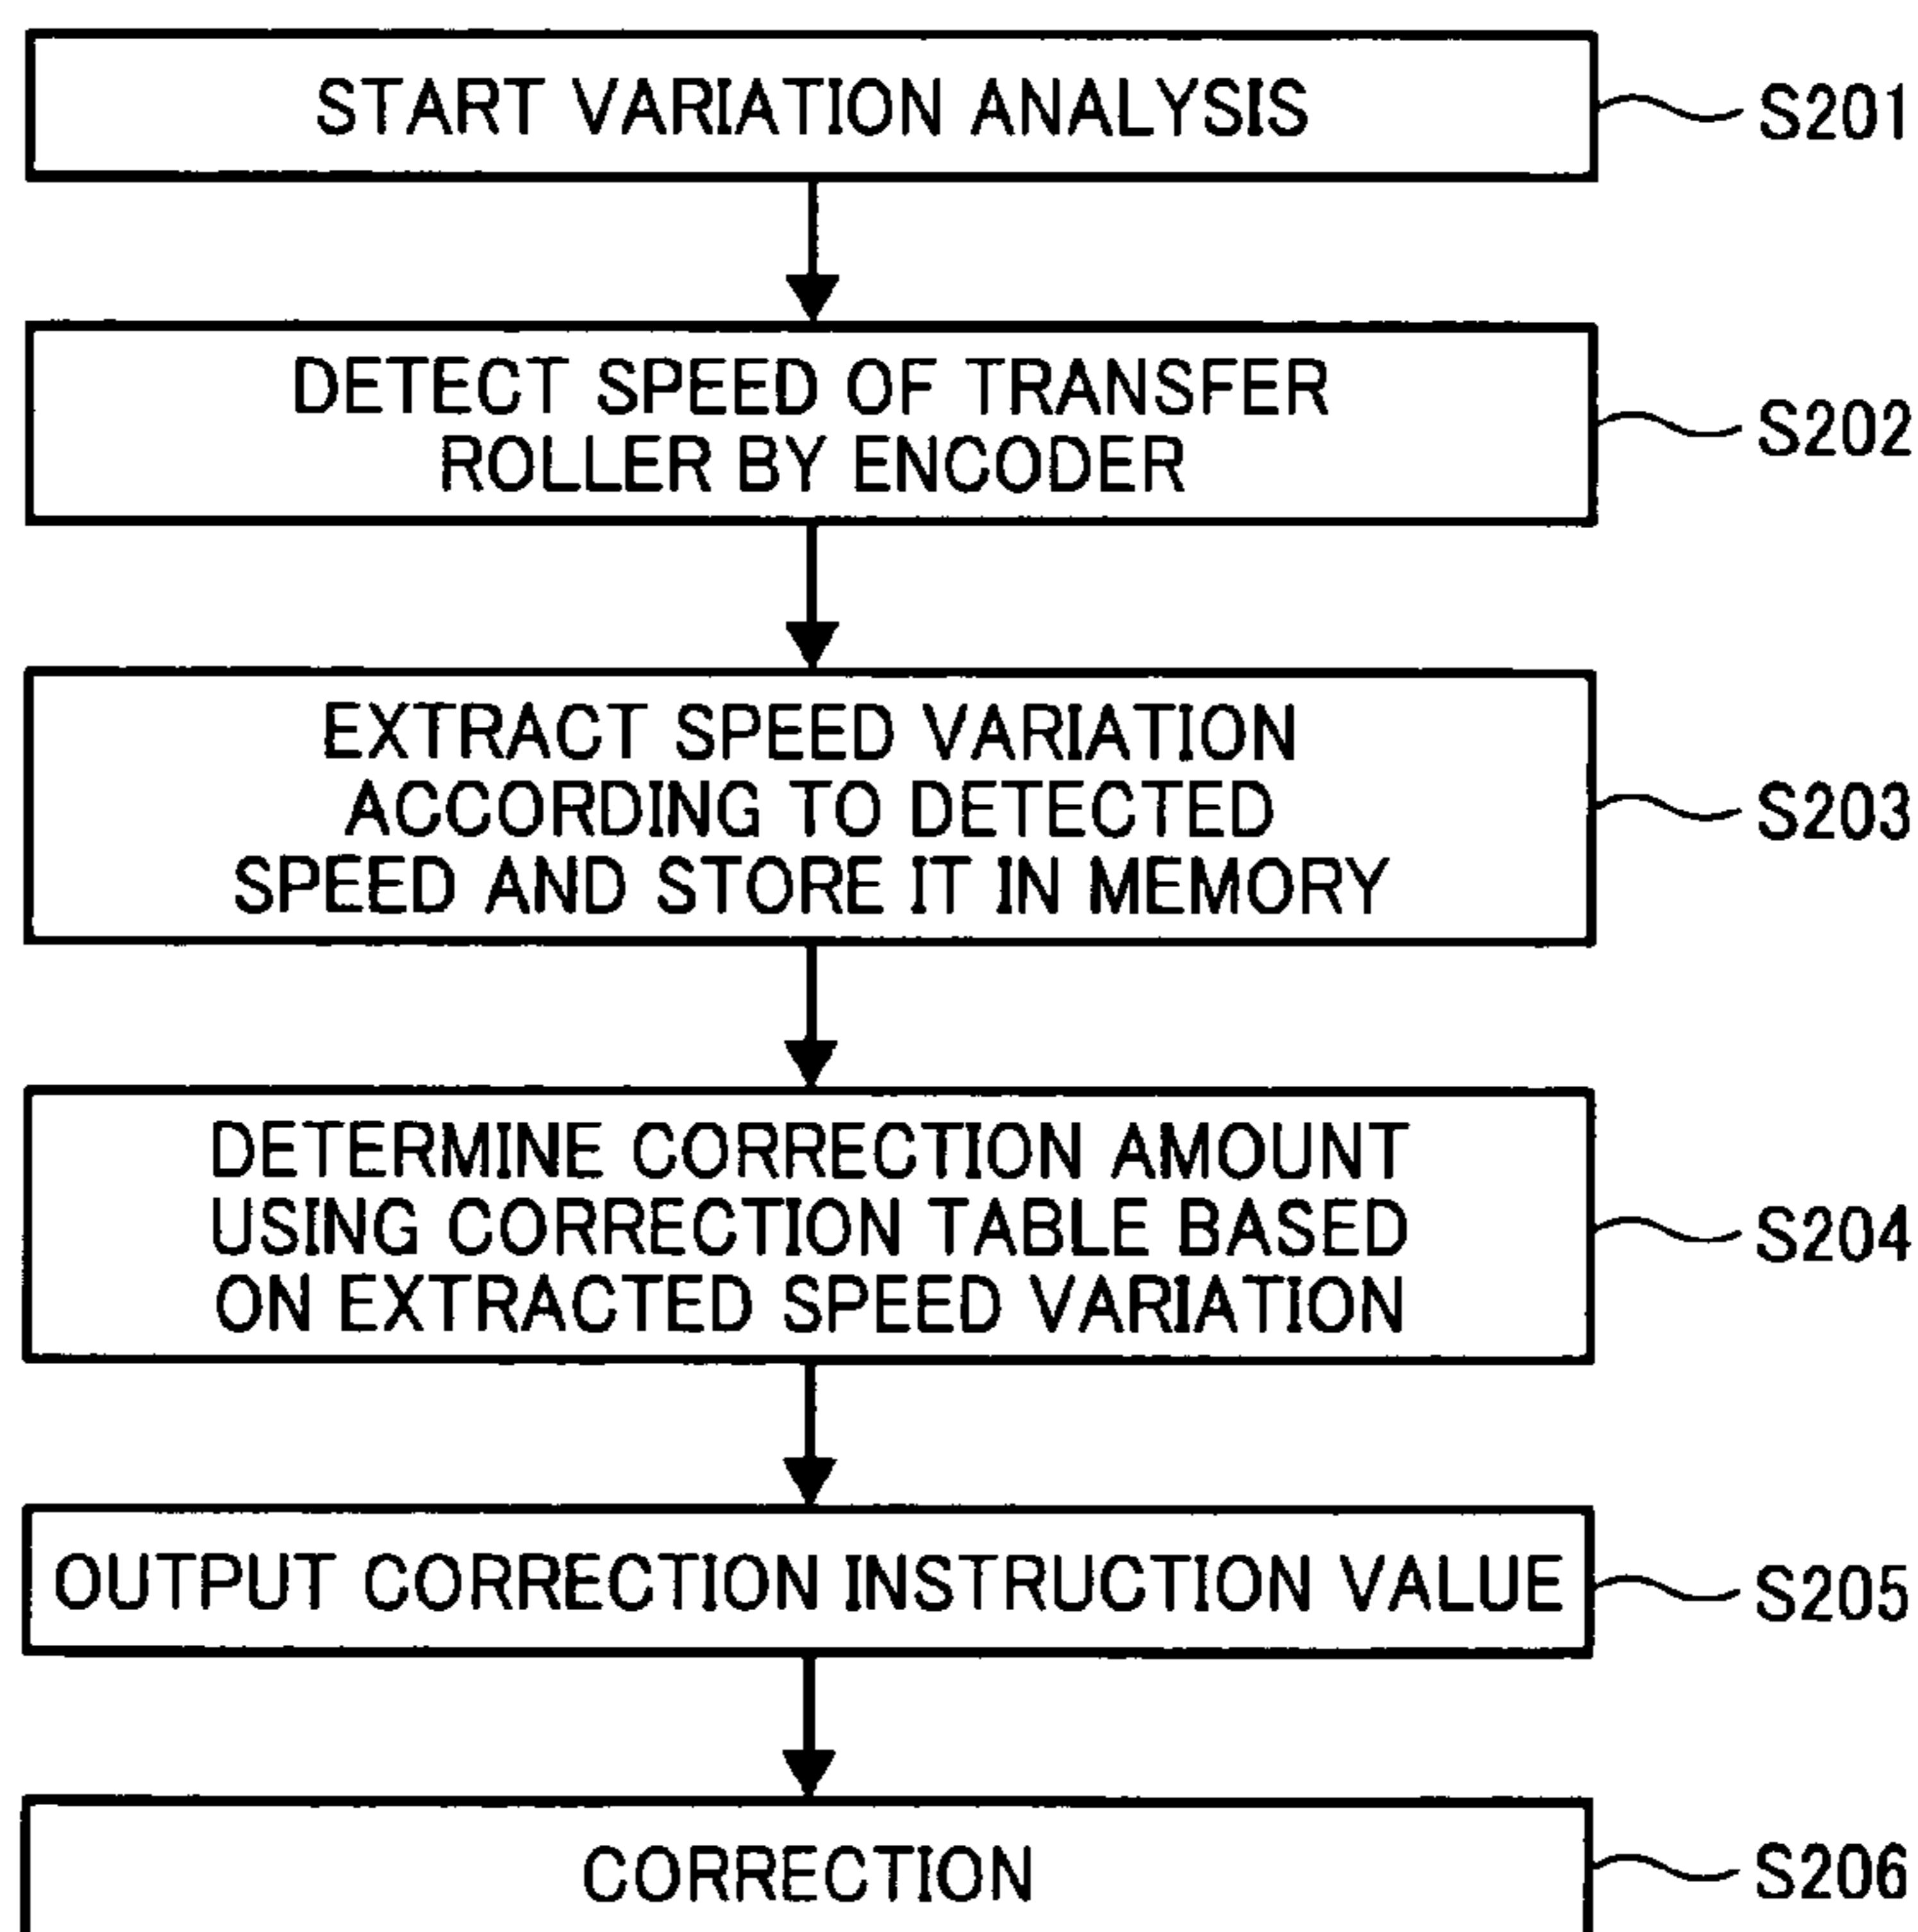 START VARIATION ANALYSIS
S201
DETECT SPEED OF TRANSFER
ROLLER BY ENCODER
S202
EXTRACT SPEED VARIATION
ACCORDING TO DETECTED
SPEED AND STORE IT IN MEMORY
S203
DETERMINE CORRECTION AMOUNT
USING CORRECTION TABLE BASED
ON EXTRACTED SPEED VARIATION
S204
OUTPUT CORRECTION INSTRUCTION VALUE
S205
CORRECTION
S206